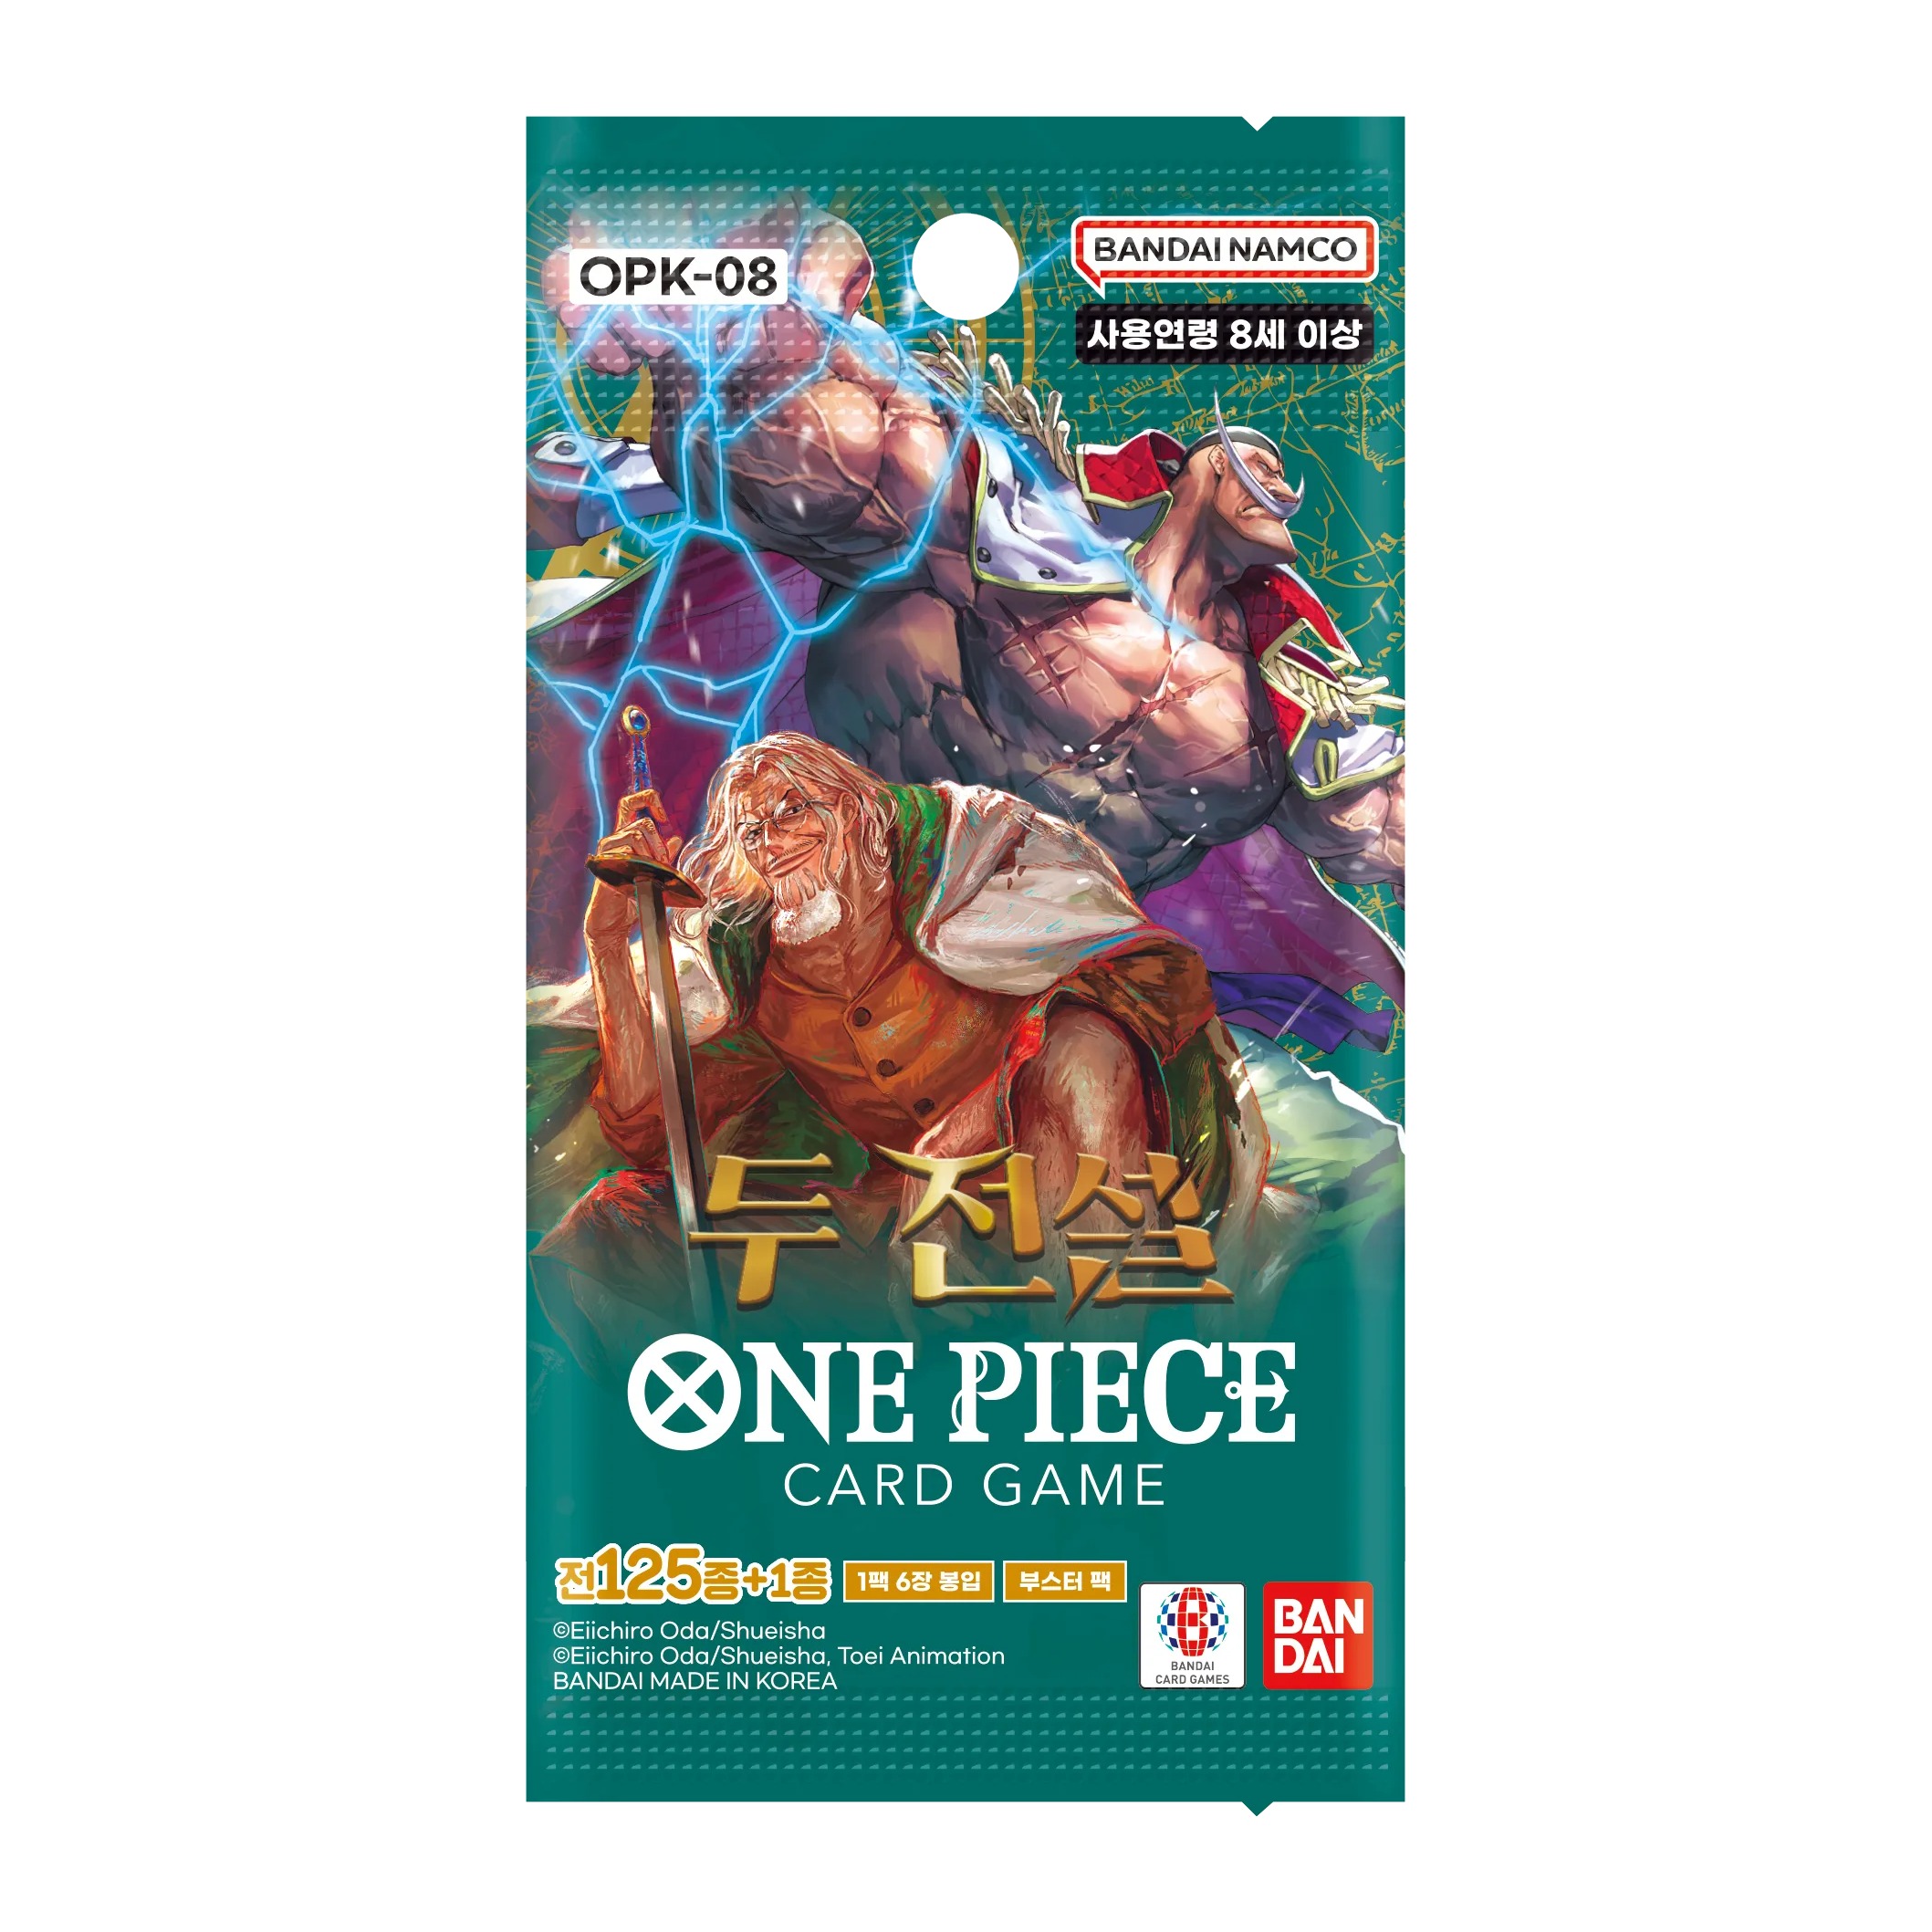 OPK-08
BANDAI NAMCO
사용연령 8세 이상
두 전설
ONE PIECE
CARD GAME
전125종+1종
1팩 6장 봉입
부스터 팩
©Eiichiro Oda/Shueisha
©Eiichiro Oda/Shueisha, Toei Animation
BANDAI MADE IN KOREA
BANDAI
CARD GAMES
BAN
DAI